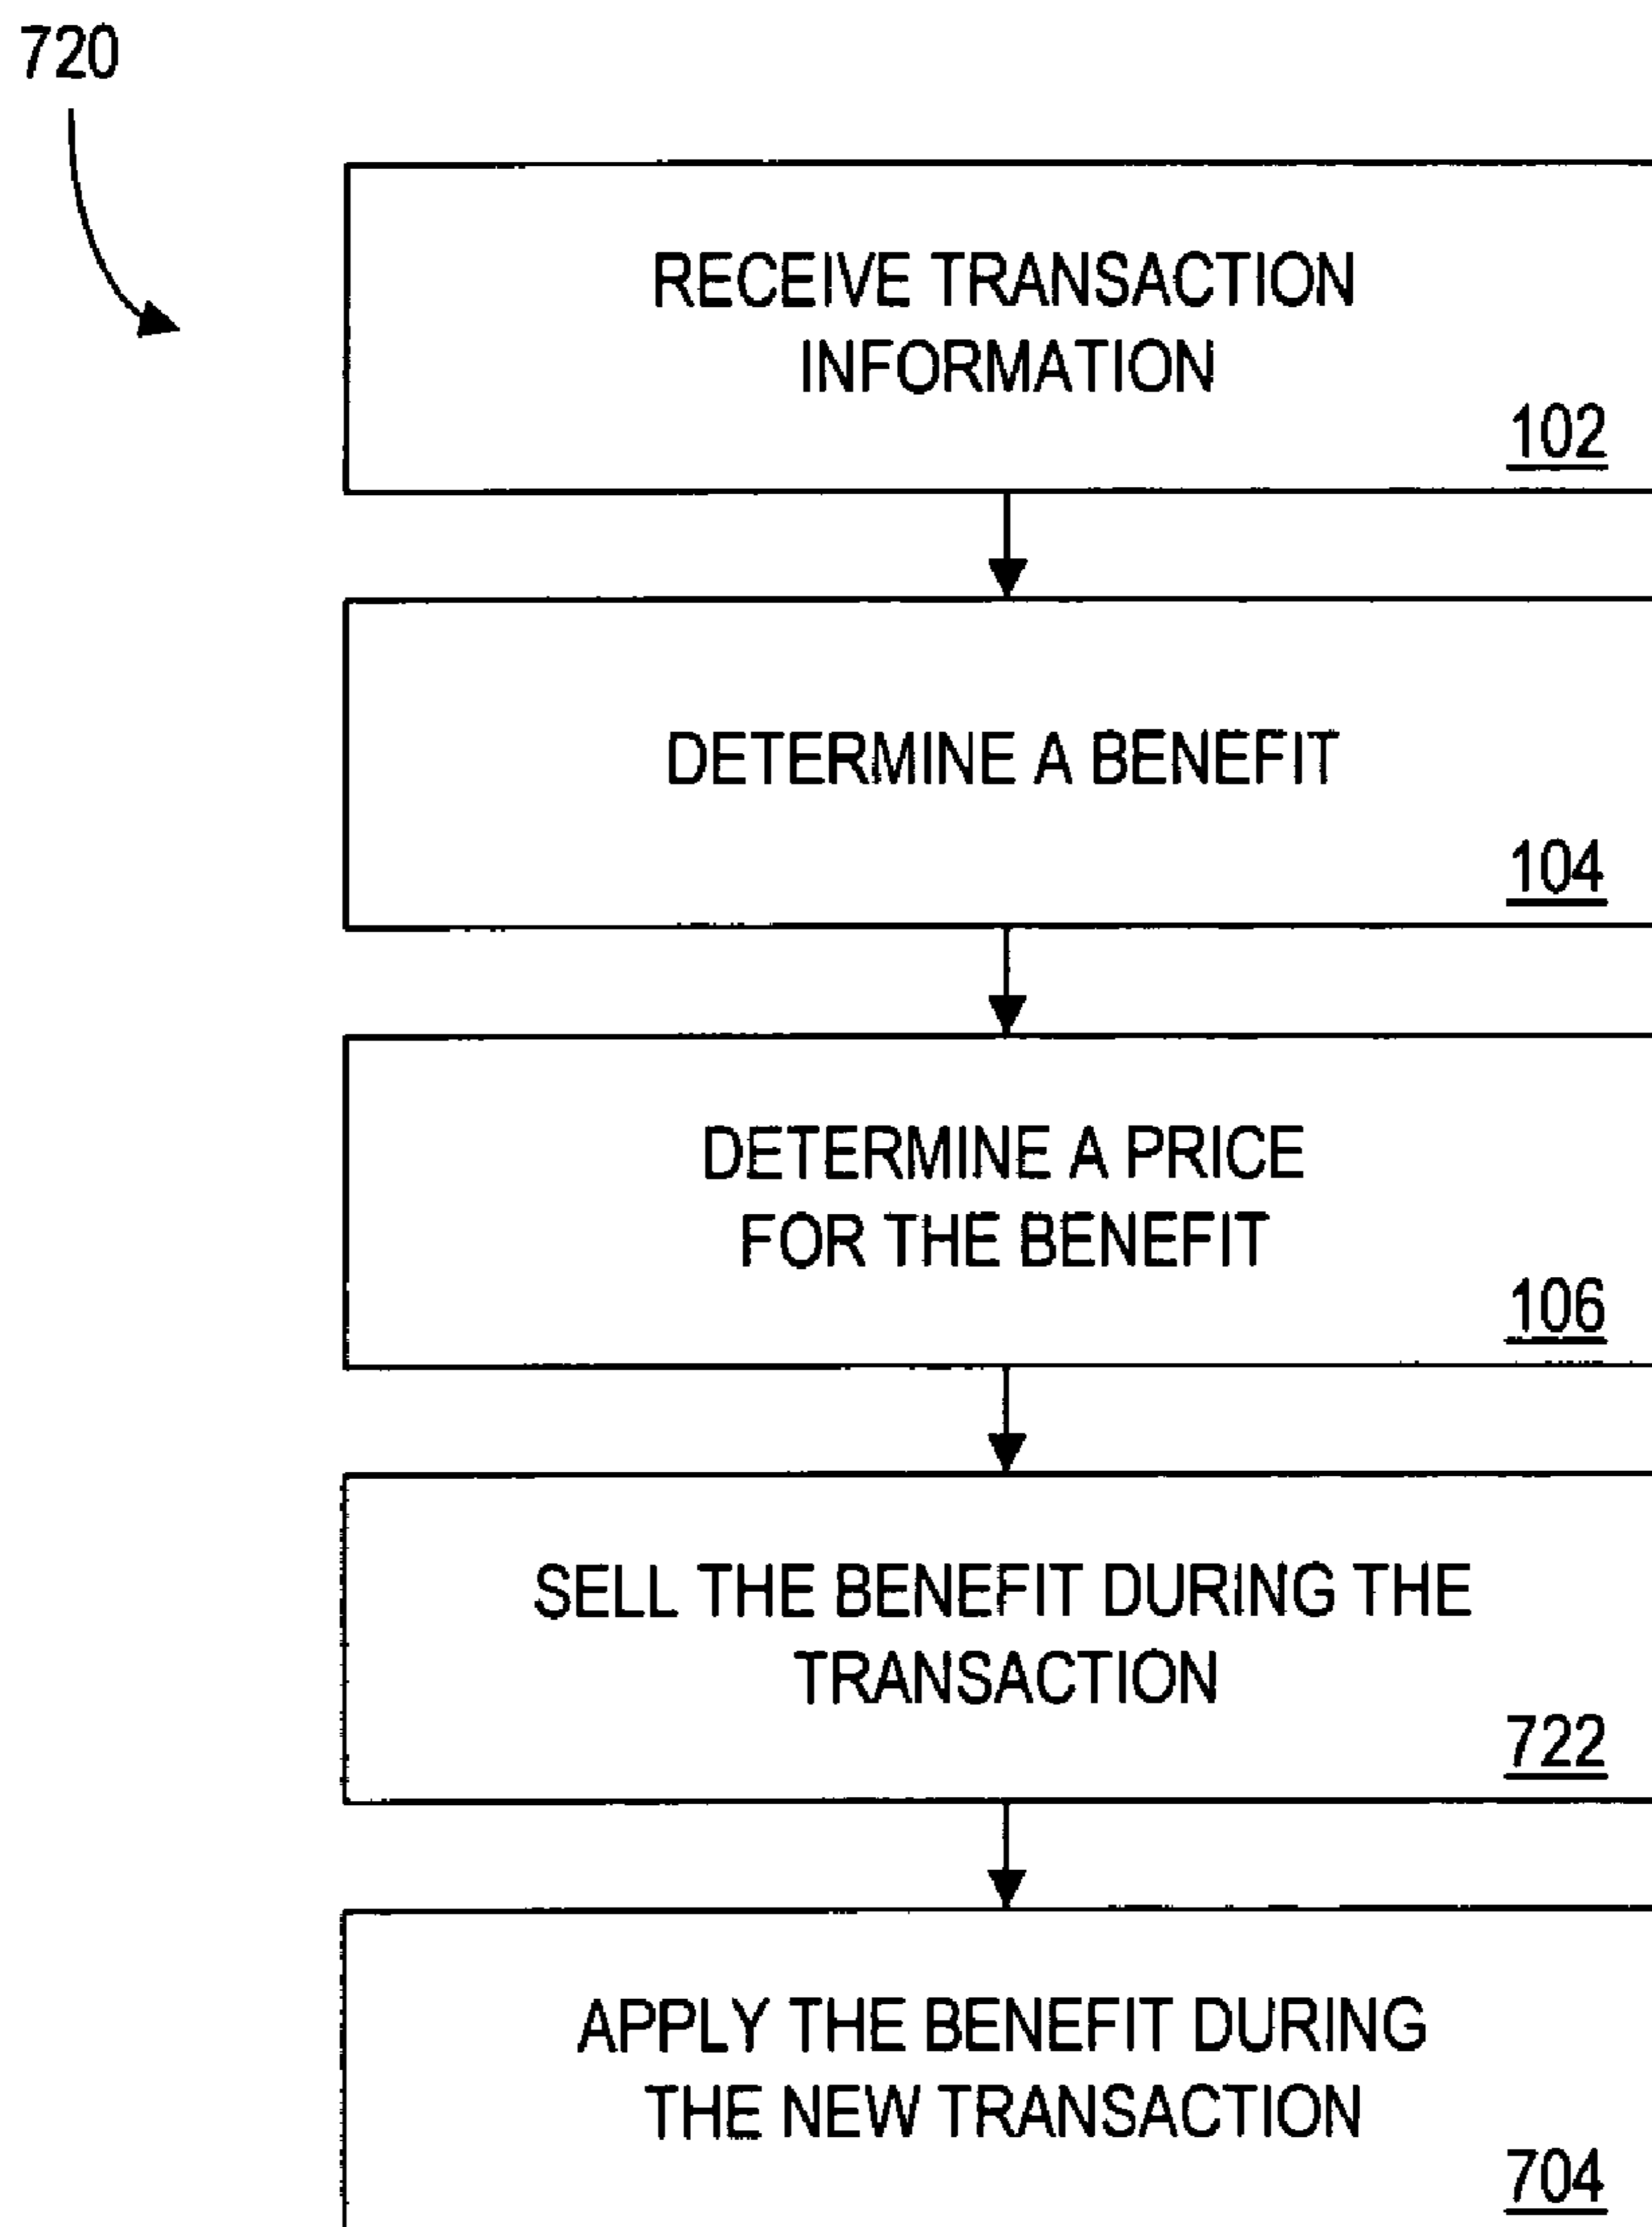 720
RECEIVE TRANSACTION
INFORMATION
102
DETERMINE A BENEFIT
104
DETERMINE A PRICE
FOR THE BENEFIT
106
SELL THE BENEFIT DURING THE
TRANSACTION
722
APPLY THE BENEFIT DURING
THE NEW TRANSACTION
704